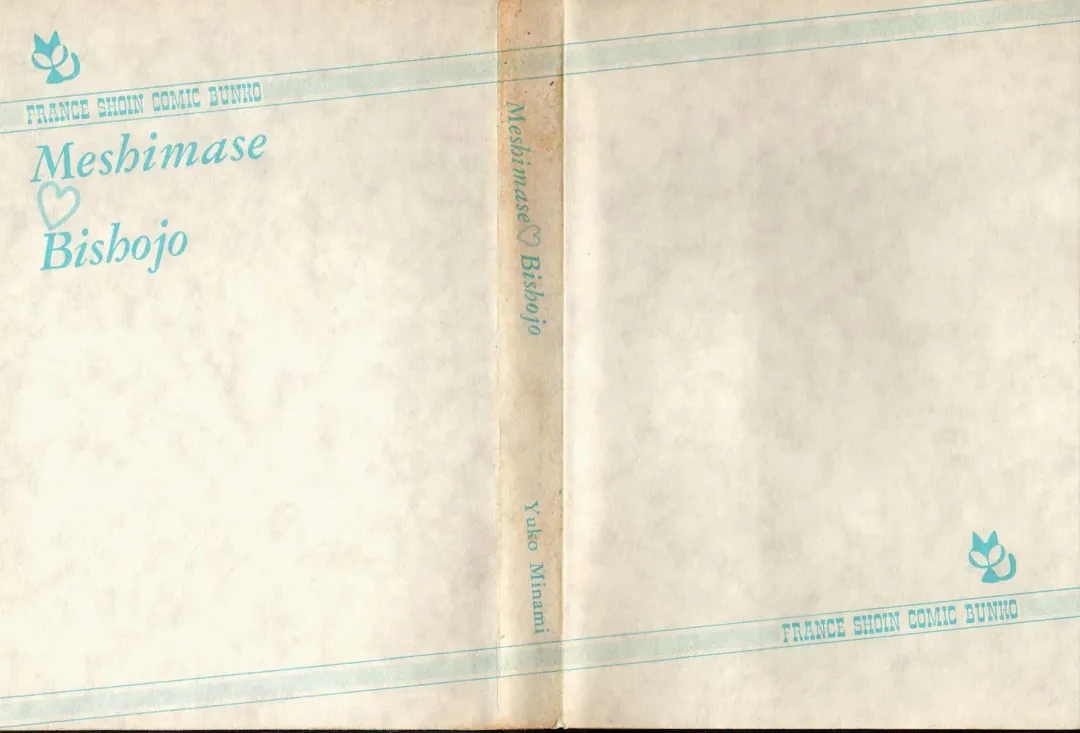 FRANCE SHOIN COMIC BUNKO
Meshimase
♡
Bishojo
Meshimase♡Bishojo
Yuko Minami
FRANCE SHOIN COMIC BUNKO